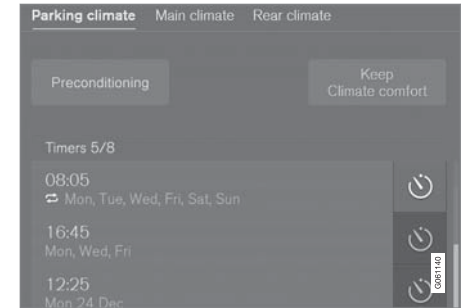 Parking climate Main climate Rear climate
Preconditioning
Keep
Climate comfort
Timers 5/8
08:05
Mon, Tue, Wed, Fri, Sat, Sun
16:45
Mon, Wed, Fri
12:25
Mon 24 Dec
G061140